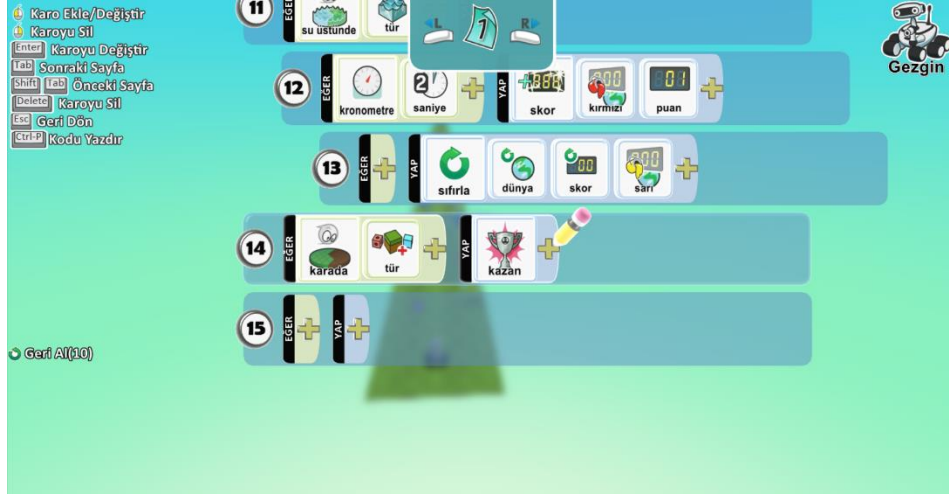 Karo Ekle/Değiştir
Karoyu Sil
Enter Karoyu Değiştir
Tab Sonraki Sayfa
Shift Tab Önceki Sayfa
Delete Karoyu Sil
Esc Geri Dön
Ctrl-P Kodu Yazdır
L 1 R
Gezgin
11 EĞER su üstünde tür
12 EĞER kronometre 2 saniye YAP skor kırmızı 01 puan
13 EĞER YAP sıfırla dünya 00 skor 000 sarı
14 EĞER karada tür YAP kazan
15 EĞER YAP
Geri Al(10)